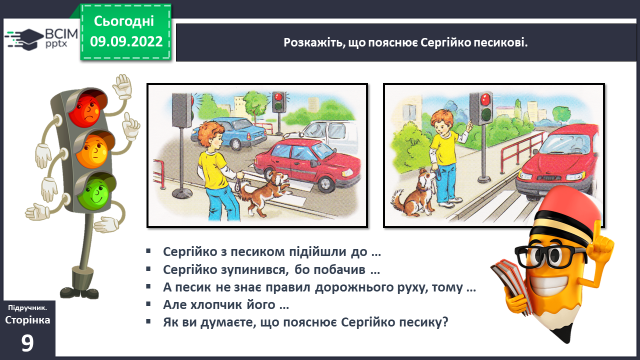 Сьогодні
09.09.2022
BCIM
pptx
Розкажіть, що пояснює Сергійко песикові.
▪ Сергійко з песиком підійшли до …
▪ Сергійко зупинився, бо побачив …
▪ А песик не знає правил дорожнього руху, тому …
▪ Але хлопчик його …
▪ Як ви думаєте, що пояснює Сергійко песику?
Підручник.
Сторінка
9